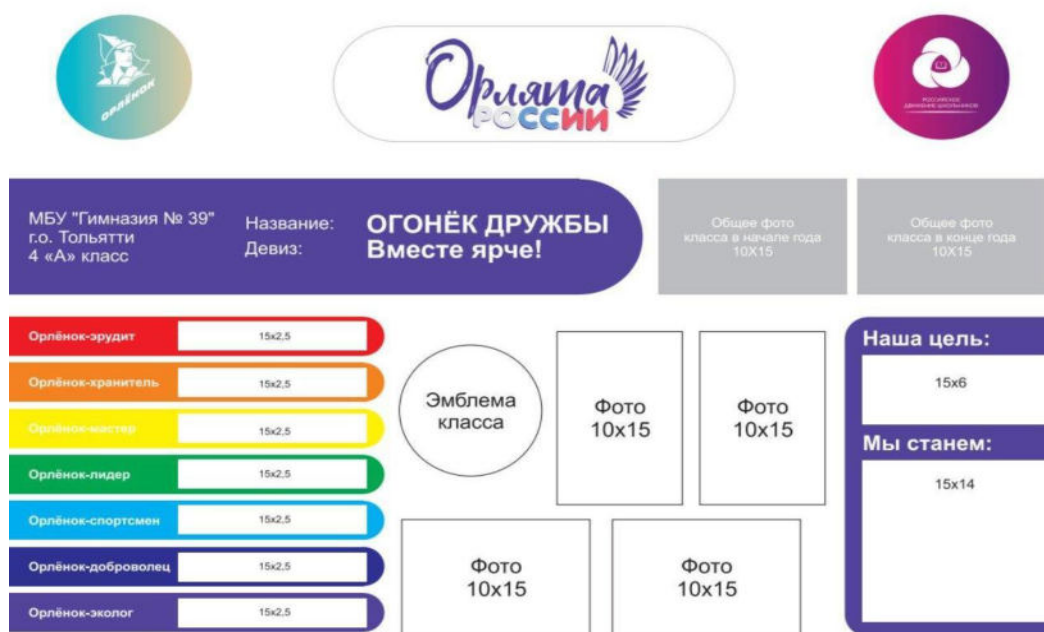 ОРЛЁНОК
Орлята
РОССИИ
РОССИЙСКОЕ
ДВИЖЕНИЕ ШКОЛЬНИКОВ
МБУ "Гимназия № 39"
г.о. Тольятти
4 «А» класс
Название: ОГОНЁК ДРУЖБЫ
Девиз: Вместе ярче!
Общее фото
класса в начале года
10Х15
Общее фото
класса в конце года
10Х15
Орлёнок-эрудит 15х2,5
Орлёнок-хранитель 15х2,5
Орлёнок-мастер 15х2,5
Орлёнок-лидер 15х2,5
Орлёнок-спортсмен 15х2,5
Орлёнок-доброволец 15х2,5
Орлёнок-эколог 15х2,5
Эмблема
класса
Фото
10х15
Фото
10х15
Фото
10х15
Фото
10х15
Наша цель:
15х6
Мы станем:
15х14